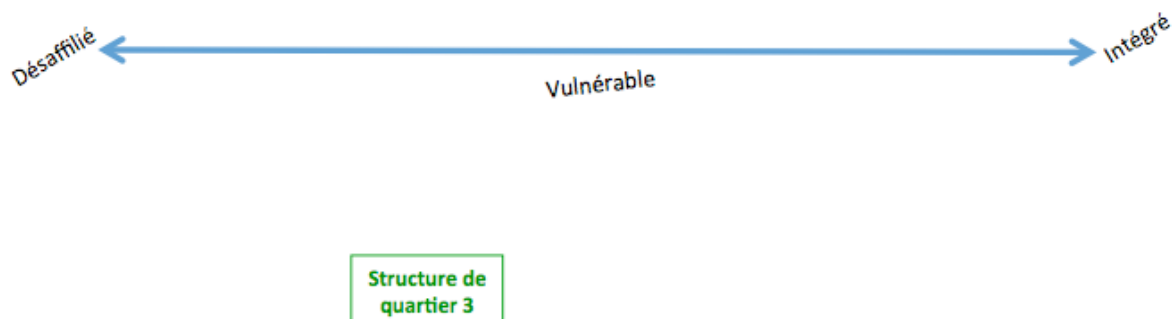 Désaffilié
Intégré
Vulnérable
Structure de
quartier 3